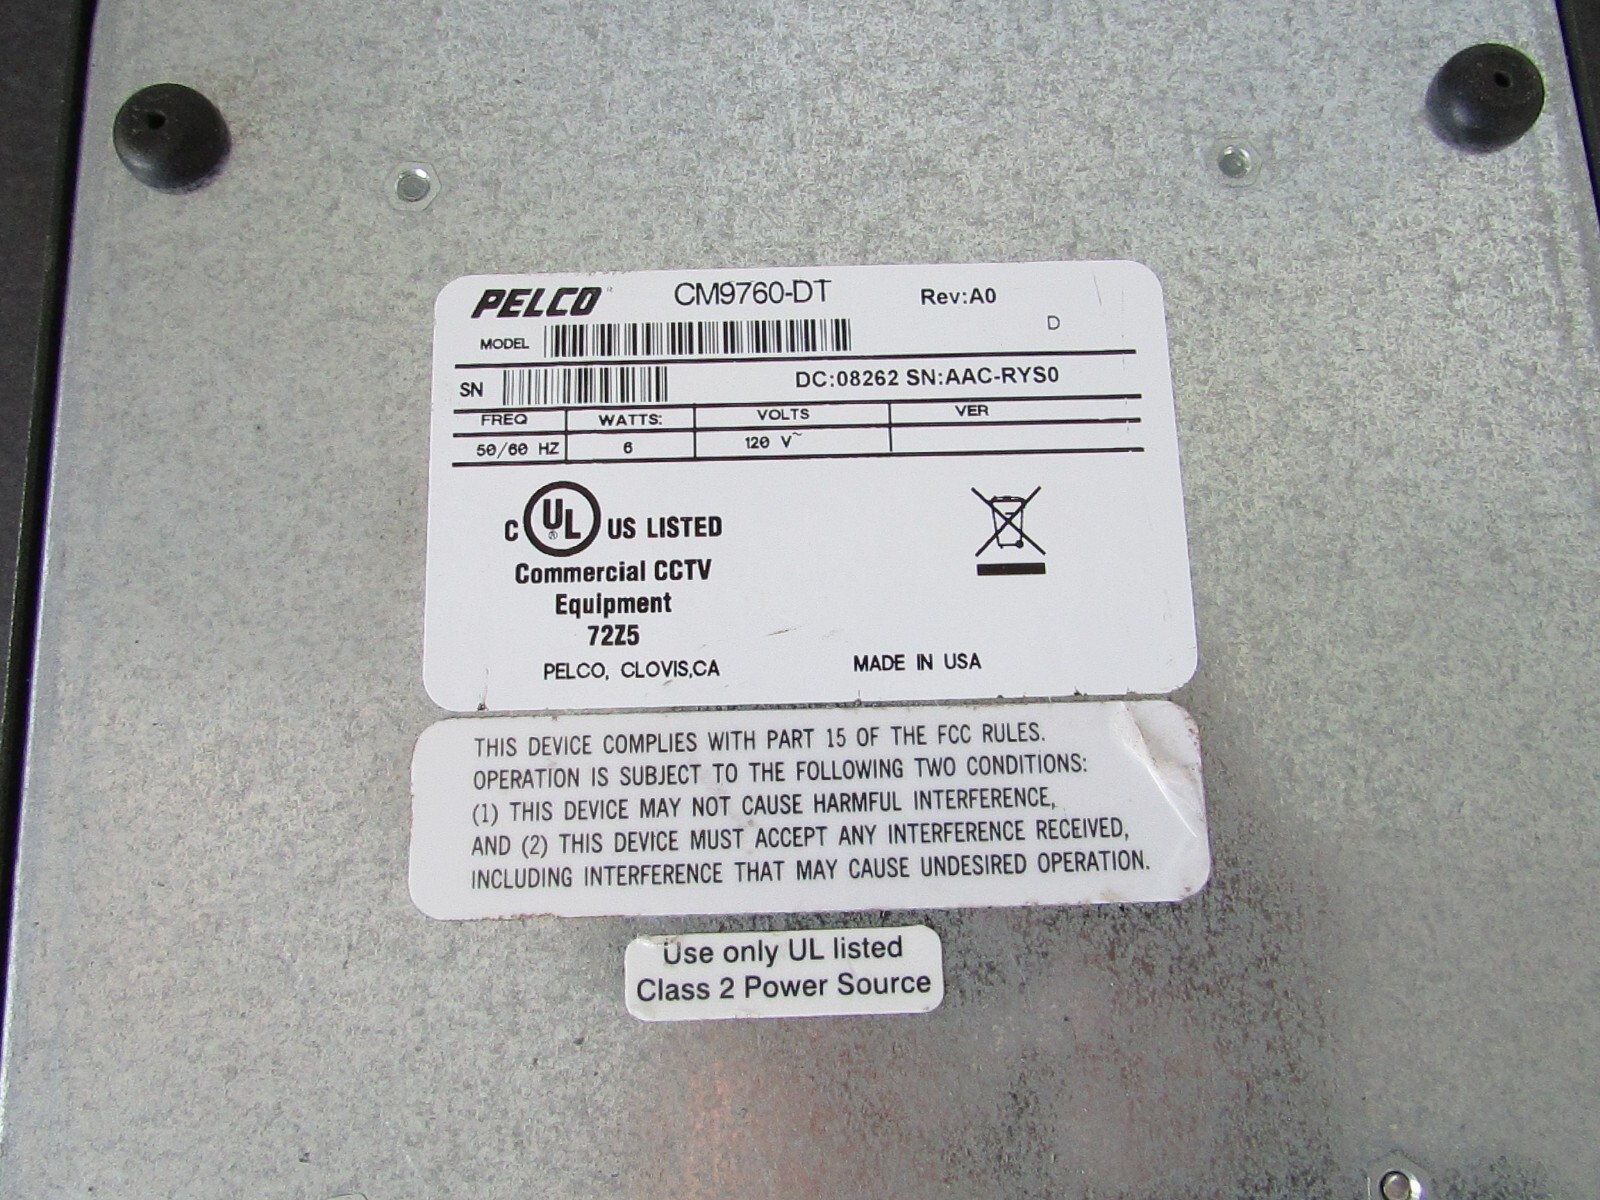 PELCO® CM9760-DT Rev:A0
D
MODEL
SN DC:08262 SN:AAC-RYS0
FREQ WATTS: VOLTS VER
50/60 HZ 6 120 V~
C UL® US LISTED
Commercial CCTV
Equipment
72Z5
PELCO, CLOVIS,CA MADE IN USA
THIS DEVICE COMPLIES WITH PART 15 OF THE FCC RULES.
OPERATION IS SUBJECT TO THE FOLLOWING TWO CONDITIONS:
(1) THIS DEVICE MAY NOT CAUSE HARMFUL INTERFERENCE,
AND (2) THIS DEVICE MUST ACCEPT ANY INTERFERENCE RECEIVED,
INCLUDING INTERFERENCE THAT MAY CAUSE UNDESIRED OPERATION.
Use only UL listed
Class 2 Power Source